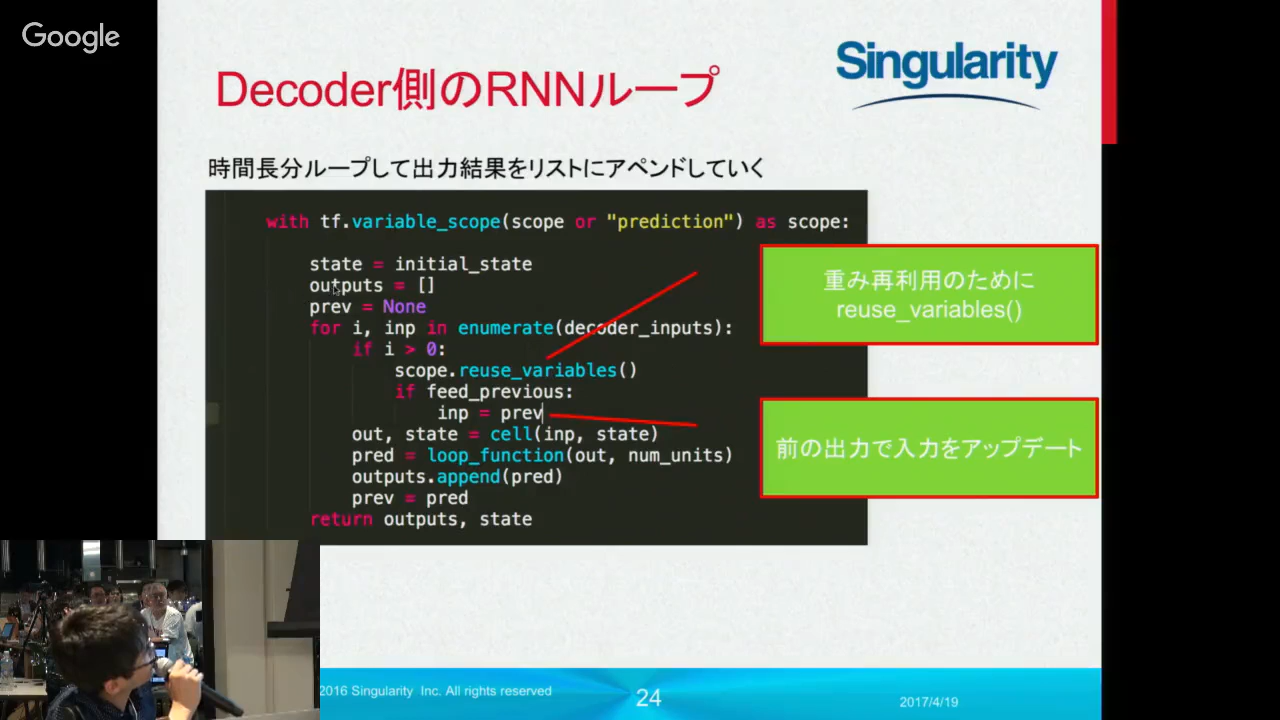 Google
Singularity
Decoder側のRNNループ
時間長分ループして出力結果をリストにアペンドしていく
with tf.variable_scope(scope or "prediction") as scope:
state = initial_state
outputs = []
prev = None
for i, inp in enumerate(decoder_inputs):
if i > 0:
scope.reuse_variables()
if feed_previous:
inp = prev
out, state = cell(inp, state)
pred = loop_function(out, num_units)
outputs.append(pred)
prev = pred
return outputs, state
重み再利用のために
reuse_variables()
前の出力で入力をアップデート
2016 Singularity Inc. All rights reserved
24
2017/4/19